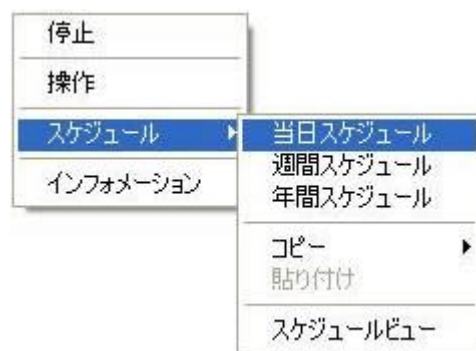 停止
操作
スケジュール
インフォメーション
当日スケジュール
週間スケジュール
年間スケジュール
コピー
貼り付け
スケジュールビュー